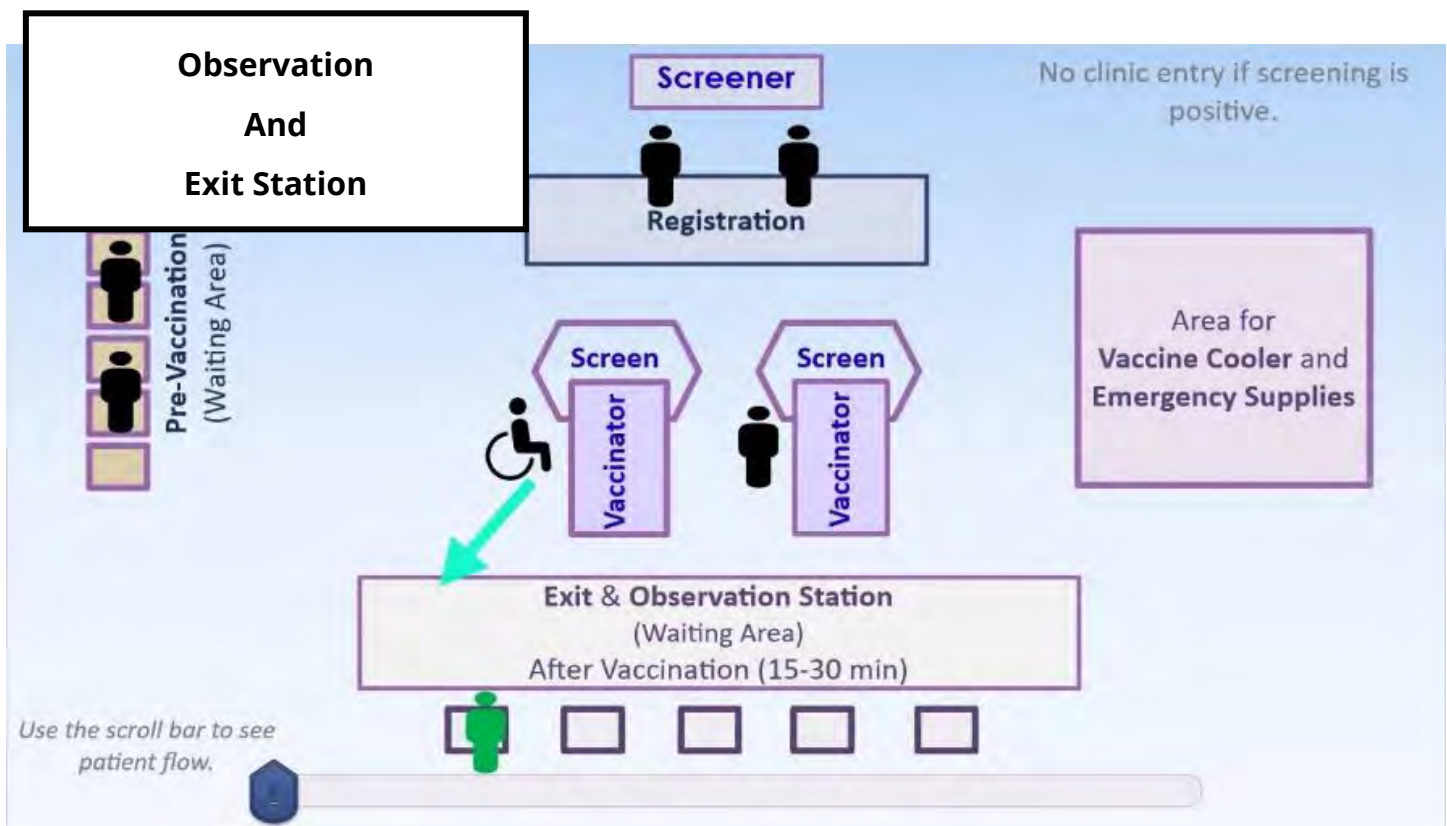 Observation
And
Exit Station
Screener
No clinic entry if screening is
positive.
Registration
Pre-Vaccination
(Waiting Area)
Screen
Vaccinator
Screen
Vaccinator
Area for
Vaccine Cooler and
Emergency Supplies
Exit & Observation Station
(Waiting Area)
After Vaccination (15-30 min)
Use the scroll bar to see
patient flow.